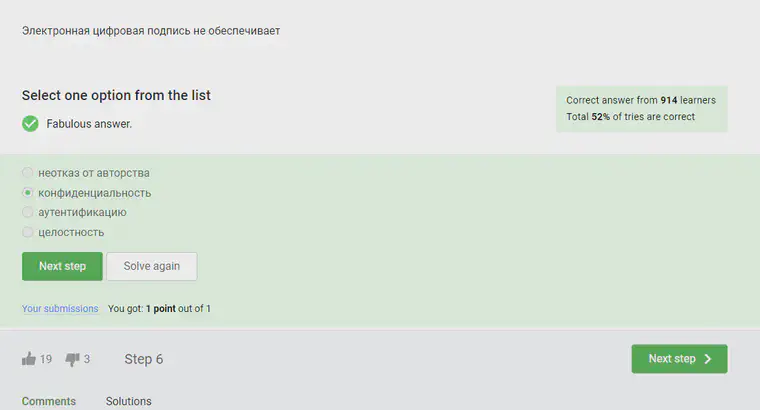 Электронная цифровая подпись не обеспечивает
Select one option from the list
Correct answer from 914 learners
Total 52% of tries are correct
Fabulous answer.
неотказ от авторства
конфиденциальность
аутентификацию
целостность
Next step
Solve again
Your submissions You got: 1 point out of 1
19 3 Step 6
Next step
Comments Solutions